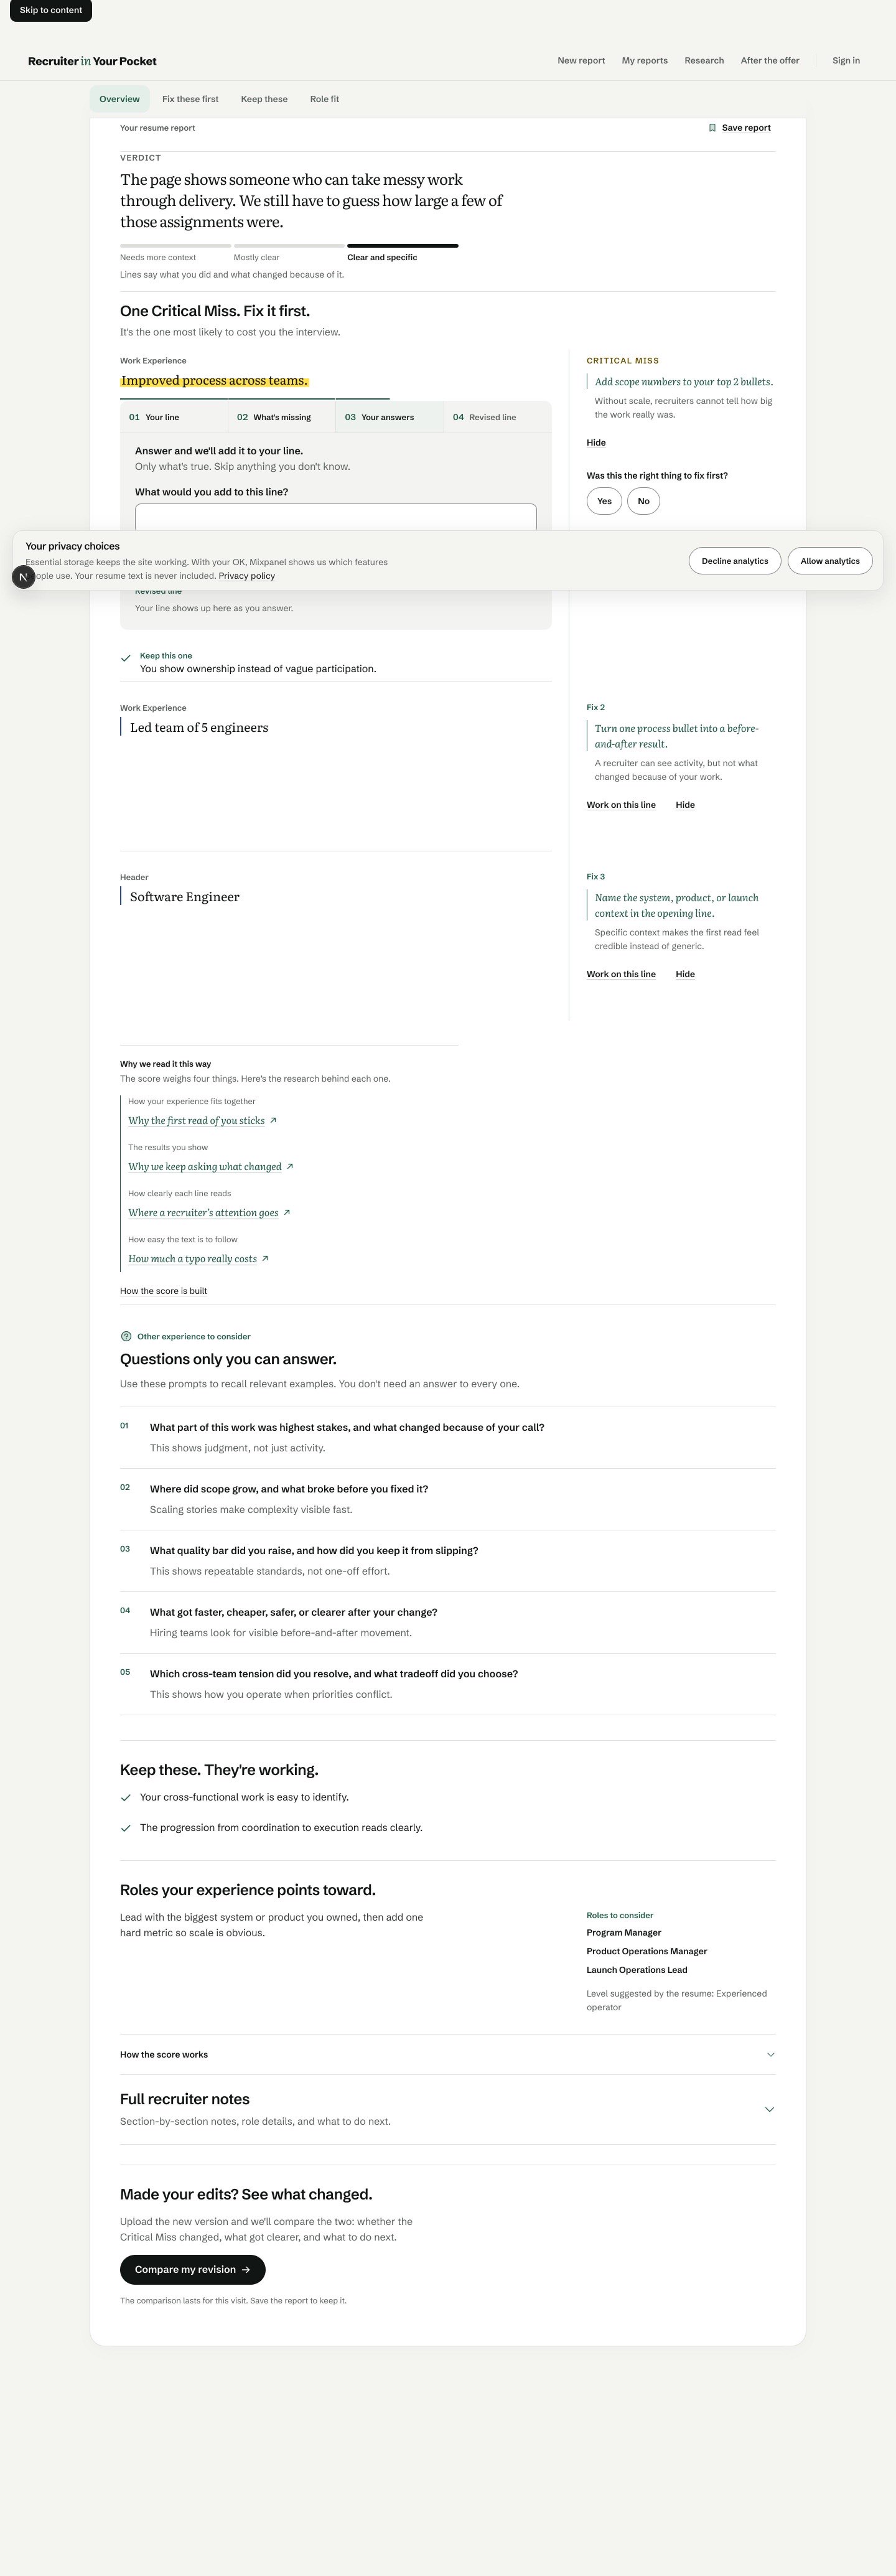 Skip to content
Recruiter in Your Pocket
New report
My reports
Research
After the offer
Sign in
Overview
Fix these first
Keep these
Role fit
Your resume report
Save report
VERDICT
The page shows someone who can take messy work
through delivery. We still have to guess how large a few of
those assignments were.
Needs more context
Mostly clear
Clear and specific
Lines say what you did and what changed because of it.
One Critical Miss. Fix it first.
It's the one most likely to cost you the interview.
Work Experience
Improved process across teams.
01 Your line
02 What's missing
03 Your answers
04 Revised line
Answer and we'll add it to your line.
Only what's true. Skip anything you don't know.
What would you add to this line?
CRITICAL MISS
Add scope numbers to your top 2 bullets.
Without scale, recruiters cannot tell how big
the work really was.
Hide
Was this the right thing to fix first?
Yes
No
Your privacy choices
Essential storage keeps the site working. With your OK, Mixpanel shows us which features
ople use. Your resume text is never included. Privacy policy
Decline analytics
Allow analytics
N
Revised line
Your line shows up here as you answer.
Keep this one
You show ownership instead of vague participation.
Work Experience
Led team of 5 engineers
Fix 2
Turn one process bullet into a before-
and-after result.
A recruiter can see activity, but not what
changed because of your work.
Work on this line
Hide
Header
Software Engineer
Fix 3
Name the system, product, or launch
context in the opening line.
Specific context makes the first read feel
credible instead of generic.
Work on this line
Hide
Why we read it this way
The score weighs four things. Here's the research behind each one.
How your experience fits together
Why the first read of you sticks
The results you show
Why we keep asking what changed
How clearly each line reads
Where a recruiter's attention goes
How easy the text is to follow
How much a typo really costs
How the score is built
Other experience to consider
Questions only you can answer.
Use these prompts to recall relevant examples. You don't need an answer to every one.
01
What part of this work was highest stakes, and what changed because of your call?
This shows judgment, not just activity.
02
Where did scope grow, and what broke before you fixed it?
Scaling stories make complexity visible fast.
03
What quality bar did you raise, and how did you keep it from slipping?
This shows repeatable standards, not one-off effort.
04
What got faster, cheaper, safer, or clearer after your change?
Hiring teams look for visible before-and-after movement.
05
Which cross-team tension did you resolve, and what tradeoff did you choose?
This shows how you operate when priorities conflict.
Keep these. They're working.
Your cross-functional work is easy to identify.
The progression from coordination to execution reads clearly.
Roles your experience points toward.
Lead with the biggest system or product you owned, then add one
hard metric so scale is obvious.
Roles to consider
Program Manager
Product Operations Manager
Launch Operations Lead
Level suggested by the resume: Experienced
operator
How the score works
Full recruiter notes
Section-by-section notes, role details, and what to do next.
Made your edits? See what changed.
Upload the new version and we'll compare the two: whether the
Critical Miss changed, what got clearer, and what to do next.
Compare my revision →
The comparison lasts for this visit. Save the report to keep it.